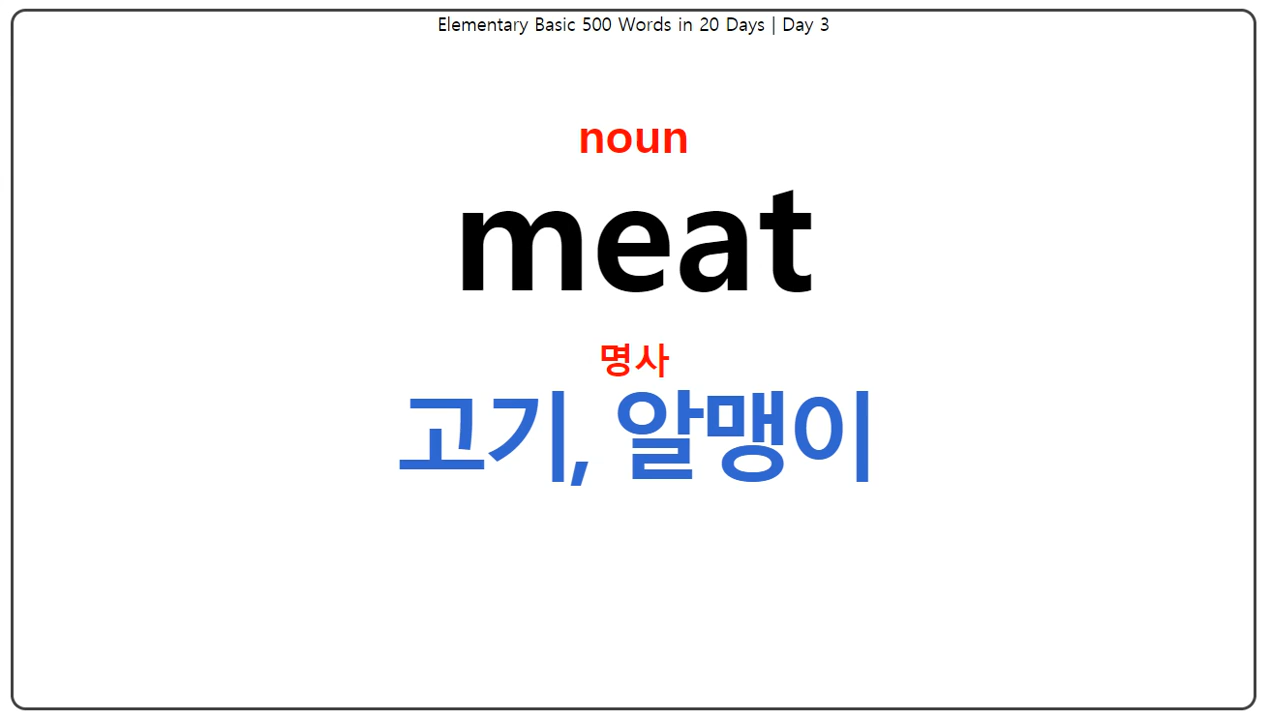 Elementary Basic 500 Words in 20 Days | Day 3
noun
meat
명사
고기, 알맹이